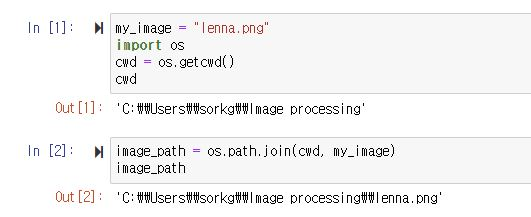 In [1]:
my_image = "lenna.png"
import os
cwd = os.getcwd()
cwd
Out[1]: 'C:₩₩Users₩₩sorkg₩₩Image processing'
In [2]:
image_path = os.path.join(cwd, my_image)
image_path
Out[2]: 'C:₩₩Users₩₩sorkg₩₩Image processing₩₩lenna.png'